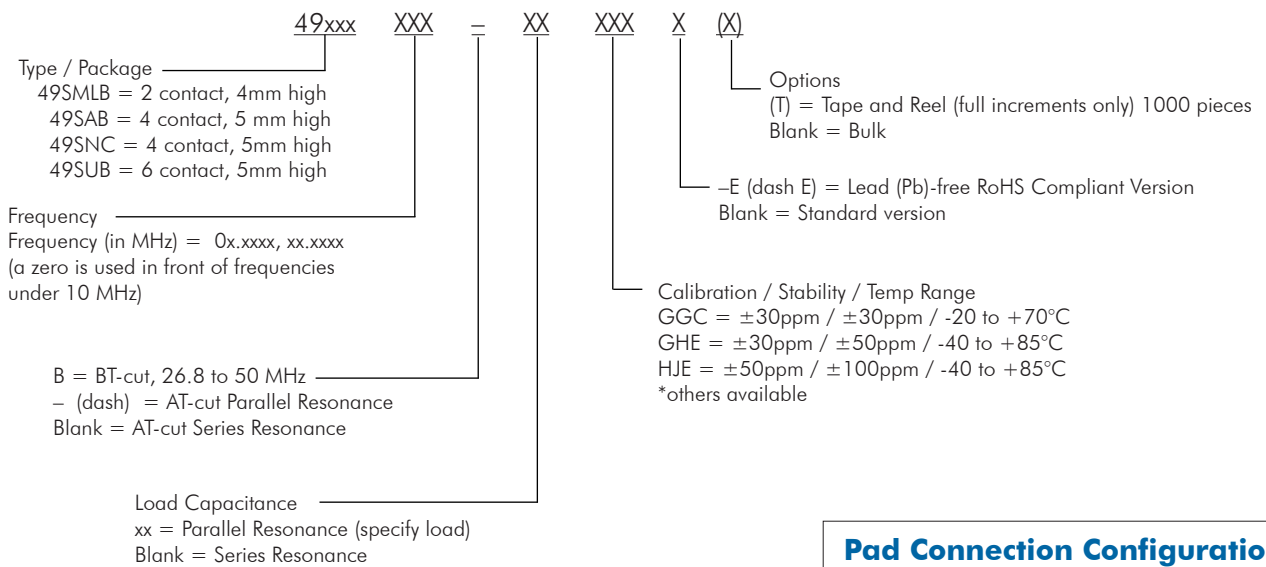 49xxx XXX – XX XXX X (X)
Type / Package
49SMLB = 2 contact, 4mm high
49SAB = 4 contact, 5 mm high
49SNC = 4 contact, 5mm high
49SUB = 6 contact, 5mm high
Frequency
Frequency (in MHz) = 0x.xxxx, xx.xxxx
(a zero is used in front of frequencies
under 10 MHz)
B = BT-cut, 26.8 to 50 MHz
– (dash) = AT-cut Parallel Resonance
Blank = AT-cut Series Resonance
Load Capacitance
xx = Parallel Resonance (specify load)
Blank = Series Resonance
Options
(T) = Tape and Reel (full increments only) 1000 pieces
Blank = Bulk
–E (dash E) = Lead (Pb)-free RoHS Compliant Version
Blank = Standard version
Calibration / Stability / Temp Range
GGC = ±30ppm / ±30ppm / -20 to +70°C
GHE = ±30ppm / ±50ppm / -40 to +85°C
HJE = ±50ppm / ±100ppm / -40 to +85°C
*others available
Pad Connection Configuratio